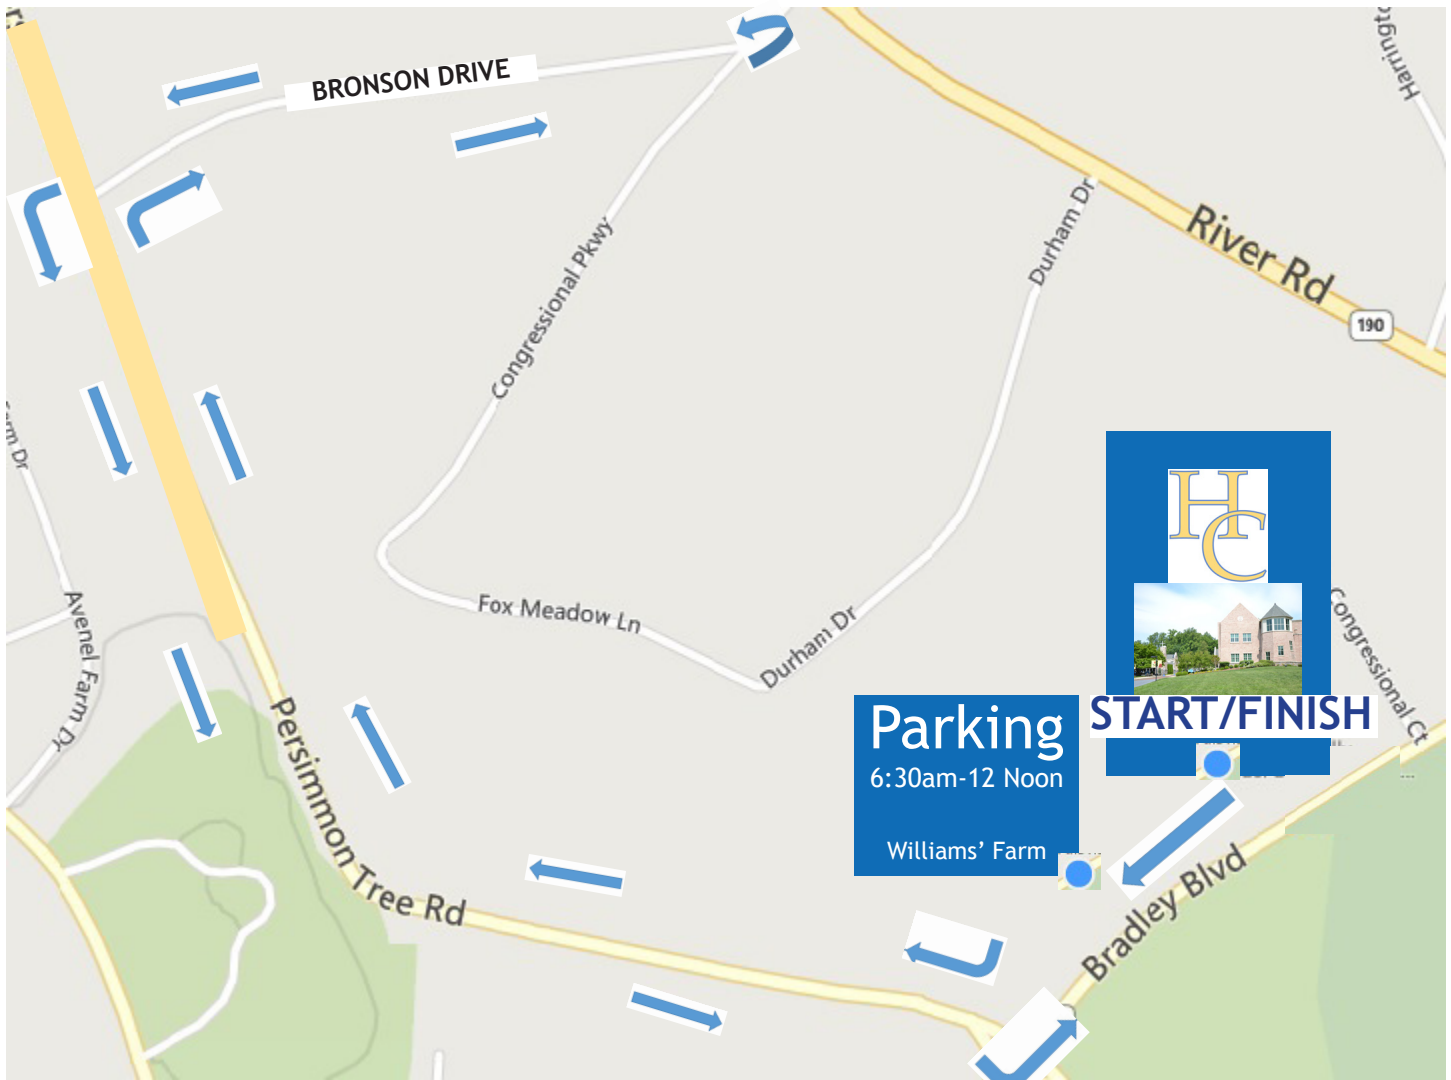 BRONSON DRIVE
Harringto
Congressional Pkwy
Durham Dr
River Rd
190
Farm Dr
HC
Avenel Farm Dr
Fox Meadow Ln
Durham Dr
Congressional Ct
START/FINISH
Parking
6:30am-12 Noon
Williams’ Farm
Persimmon Tree Rd
Bradley Blvd